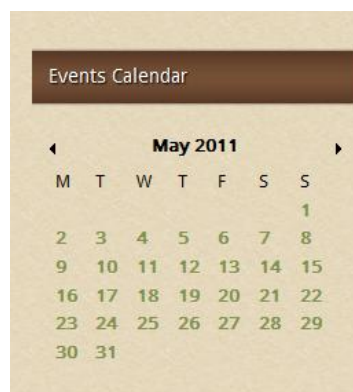 Events Calendar
May 2011
M T W T F S S
1
2 3 4 5 6 7 8
9 10 11 12 13 14 15
16 17 18 19 20 21 22
23 24 25 26 27 28 29
30 31